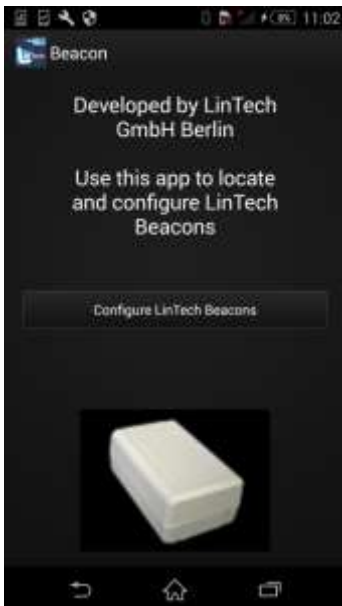 11:02
Beacon
Developed by LinTech
GmbH Berlin
Use this app to locate
and configure LinTech
Beacons
Configure LinTech Beacons